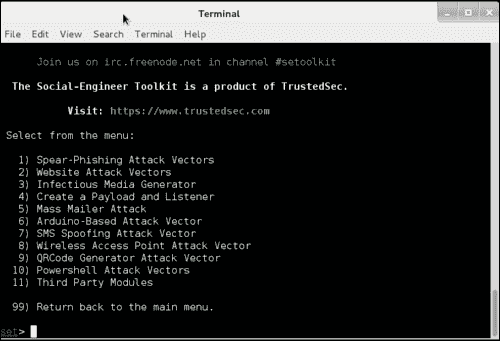 Terminal
File Edit View Search Terminal Help
Join us on irc.freenode.net in channel #setoolkit
The Social-Engineer Toolkit is a product of TrustedSec.
Visit: https://www.trustedsec.com
Select from the menu:
1) Spear-Phishing Attack Vectors
2) Website Attack Vectors
3) Infectious Media Generator
4) Create a Payload and Listener
5) Mass Mailer Attack
6) Arduino-Based Attack Vector
7) SMS Spoofing Attack Vector
8) Wireless Access Point Attack Vector
9) QRCode Generator Attack Vector
10) Powershell Attack Vectors
11) Third Party Modules
99) Return back to the main menu.
set>